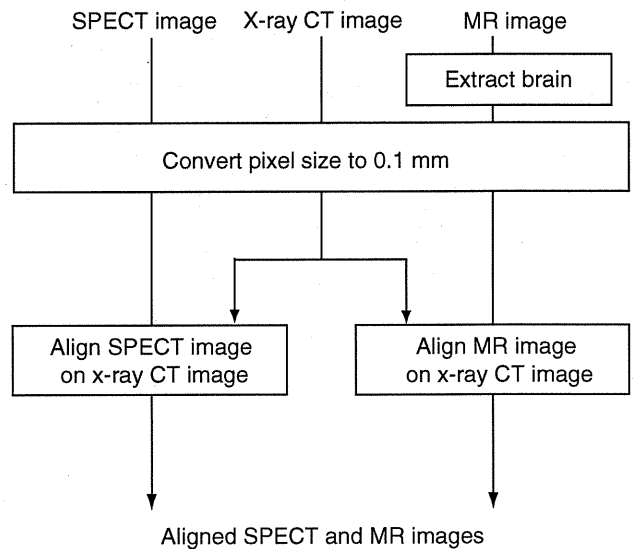 SPECT image
X-ray CT image
MR image
Extract brain
Convert pixel size to 0.1 mm
Align SPECT image
on x-ray CT image
Align MR image
on x-ray CT image
Aligned SPECT and MR images